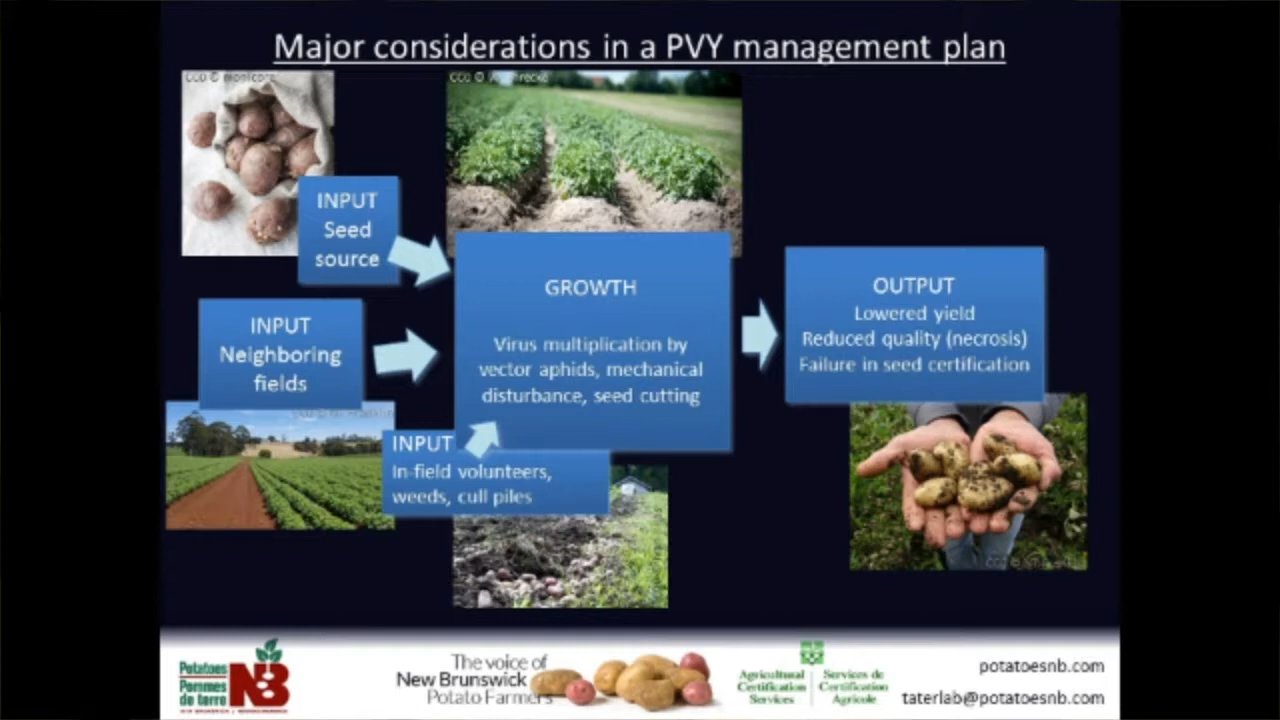 Major considerations in a PVY management plan
INPUT
Seed
source
INPUT
Neighboring
fields
INPUT
In-field volunteers,
weeds, cull piles
GROWTH
Virus multiplication by
vector aphids, mechanical
disturbance, seed cutting
OUTPUT
Lowered yield
Reduced quality (necrosis)
Failure in seed certification
Potatoes
Pommes
de terre
NB
The voice of
New Brunswick
Potato Farmers
Agricultural
Certification
Services
Services de
Certification
Agricole
potatoesnb.com
taterlab@potatoesnb.com